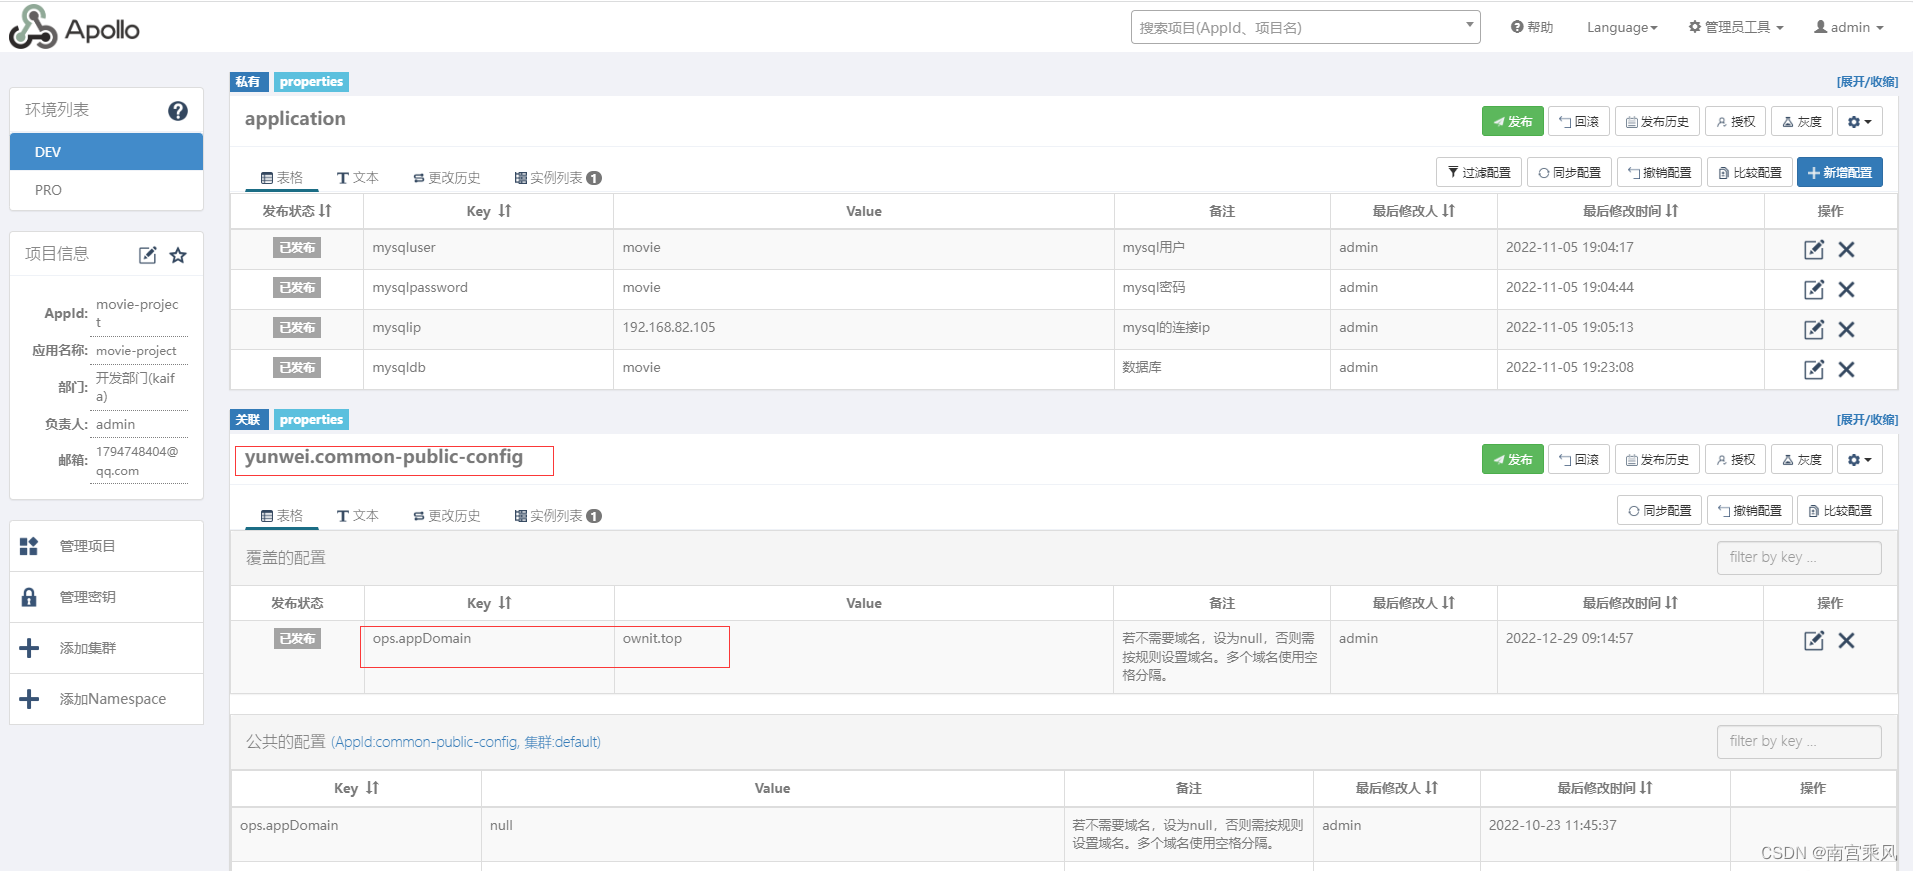 Apollo
搜索项目(AppId、项目名)
帮助
Language
管理员工具
admin
环境列表
DEV
PRO
项目信息
AppId: movie-project
应用名称: movie-project
部门: 开发部门(kaifa)
负责人: admin
邮箱: 1794748404@qq.com
管理项目
管理密钥
添加集群
添加Namespace
私有 properties [展开/收缩]
application 发布 回滚 发布历史 授权 灰度
表格 文本 更改历史 实例列表 1 过滤配置 同步配置 撤销配置 比较配置 新增配置
发布状态 Key Value 备注 最后修改人 最后修改时间 操作
已发布 mysqluser movie mysql用户 admin 2022-11-05 19:04:17
已发布 mysqlpassword movie mysql密码 admin 2022-11-05 19:04:44
已发布 mysqlip 192.168.82.105 mysql的连接ip admin 2022-11-05 19:05:13
已发布 mysqldb movie 数据库 admin 2022-11-05 19:23:08
关联 properties [展开/收缩]
yunwei.common-public-config 发布 回滚 发布历史 授权 灰度
表格 文本 更改历史 实例列表 1 同步配置 撤销配置 比较配置
覆盖的配置 filter by key ...
发布状态 Key Value 备注 最后修改人 最后修改时间 操作
已发布 ops.appDomain ownit.top 若不需要域名，设为null，否则需 admin 2022-12-29 09:14:57
按规则设置域名。多个域名使用空
格分隔。
公共的配置 (AppId:common-public-config, 集群:default) filter by key ...
Key Value 备注 最后修改人 最后修改时间 操作
ops.appDomain null 若不需要域名，设为null，否则需按规则 admin 2022-10-23 11:45:37
设置域名。多个域名使用空格分隔。
CSDN @南宫乘风